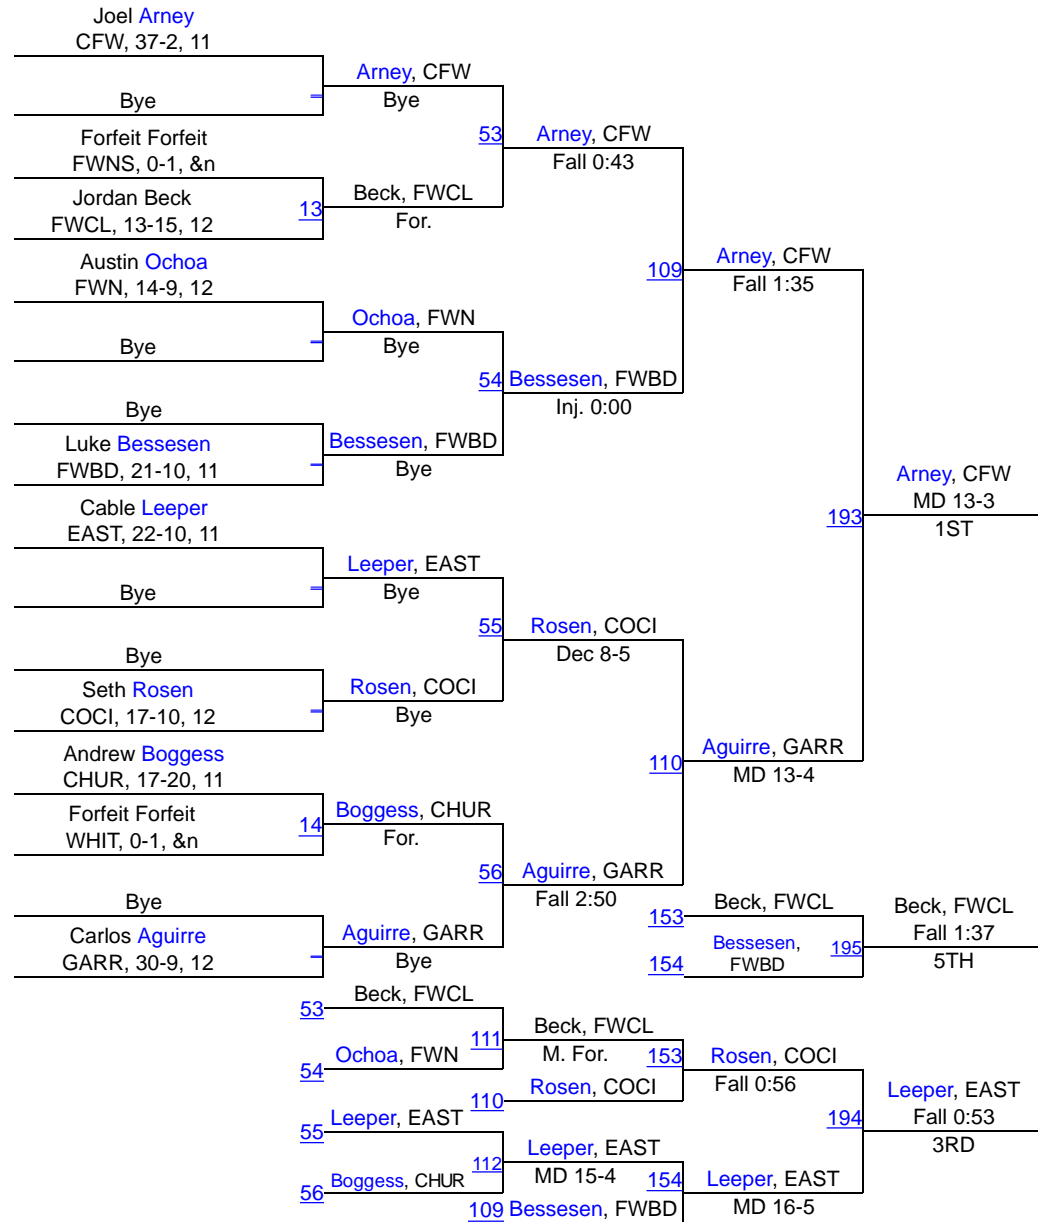 Joel Arney
CFW, 37-2, 11
Arney, CFW
Bye
Bye
53
Arney, CFW
Fall 0:43
Forfeit Forfeit
FWNS, 0-1, &n
Jordan Beck
FWCL, 13-15, 12
13
Beck, FWCL
For.
109
Arney, CFW
Fall 1:35
Austin Ochoa
FWN, 14-9, 12
Ochoa, FWN
Bye
Bye
54
Bessesen, FWBD
Inj. 0:00
Bye
Luke Bessesen
FWBD, 21-10, 11
Bessesen, FWBD
Bye
193
Arney, CFW
MD 13-3
1ST
Cable Leeper
EAST, 22-10, 11
Leeper, EAST
Bye
Bye
55
Rosen, COCI
Dec 8-5
Bye
Seth Rosen
COCI, 17-10, 12
Rosen, COCI
Bye
110
Aguirre, GARR
MD 13-4
Andrew Boggess
CHUR, 17-20, 11
Forfeit Forfeit
WHIT, 0-1, &n
14
Boggess, CHUR
For.
56
Aguirre, GARR
Fall 2:50
Bye
Carlos Aguirre
GARR, 30-9, 12
Aguirre, GARR
Bye
153
Beck, FWCL
154
Bessesen,
FWBD
195
Beck, FWCL
Fall 1:37
5TH
53
Beck, FWCL
54
Ochoa, FWN
111
Beck, FWCL
M. For.
110
Rosen, COCI
153
Rosen, COCI
Fall 0:56
55
Leeper, EAST
56
Boggess, CHUR
112
Leeper, EAST
MD 15-4
109
Bessesen, FWBD
154
Leeper, EAST
MD 16-5
194
Leeper, EAST
Fall 0:53
3RD